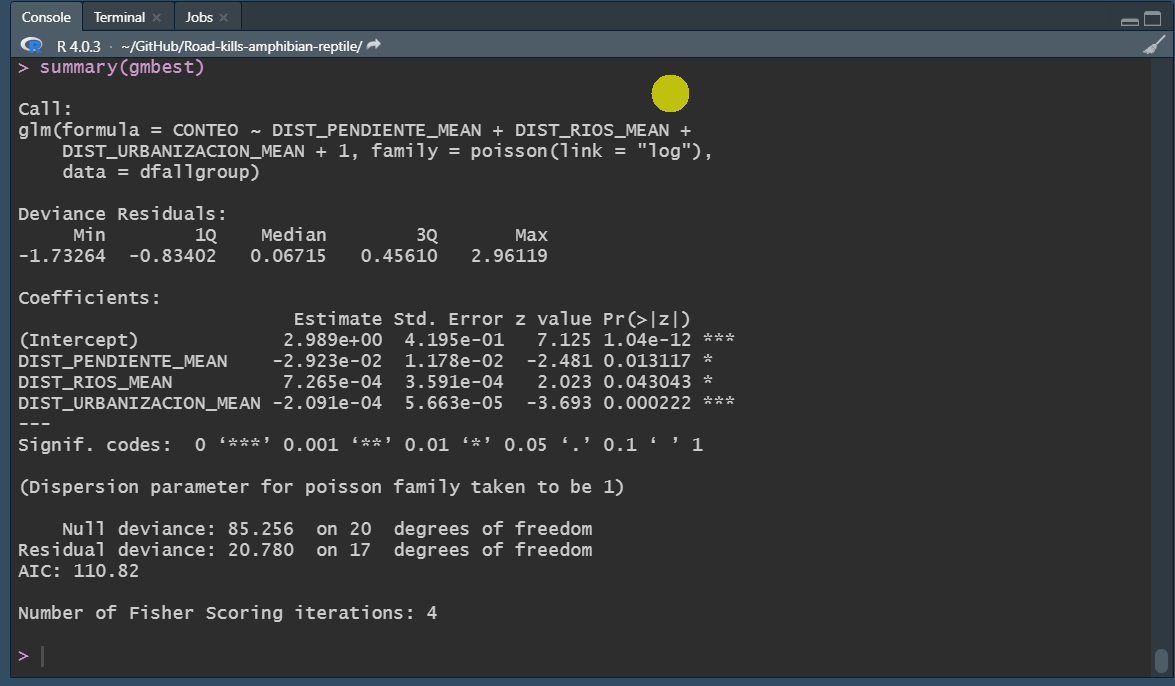 Console Terminal × Jobs ×
R 4.0.3 · ~/GitHub/Road-kills-amphibian-reptile/
> summary(gmbest)
Call:
glm(formula = CONTEO ~ DIST_PENDIENTE_MEAN + DIST_RIOS_MEAN +
    DIST_URBANIZACION_MEAN + 1, family = poisson(link = "log"),
    data = dfallgroup)
Deviance Residuals:
     Min        1Q    Median        3Q       Max
-1.73264  -0.83402   0.06715   0.45610   2.96119
Coefficients:
                         Estimate Std. Error z value Pr(>|z|)
(Intercept)             2.989e+00  4.195e-01   7.125 1.04e-12 ***
DIST_PENDIENTE_MEAN    -2.923e-02  1.178e-02  -2.481 0.013117 *
DIST_RIOS_MEAN          7.265e-04  3.591e-04   2.023 0.043043 *
DIST_URBANIZACION_MEAN -2.091e-04  5.663e-05  -3.693 0.000222 ***
---
Signif. codes:  0 ‘***’ 0.001 ‘**’ 0.01 ‘*’ 0.05 ‘.’ 0.1 ‘ ’ 1
(Dispersion parameter for poisson family taken to be 1)
    Null deviance: 85.256  on 20  degrees of freedom
Residual deviance: 20.780  on 17  degrees of freedom
AIC: 110.82
Number of Fisher Scoring iterations: 4
>